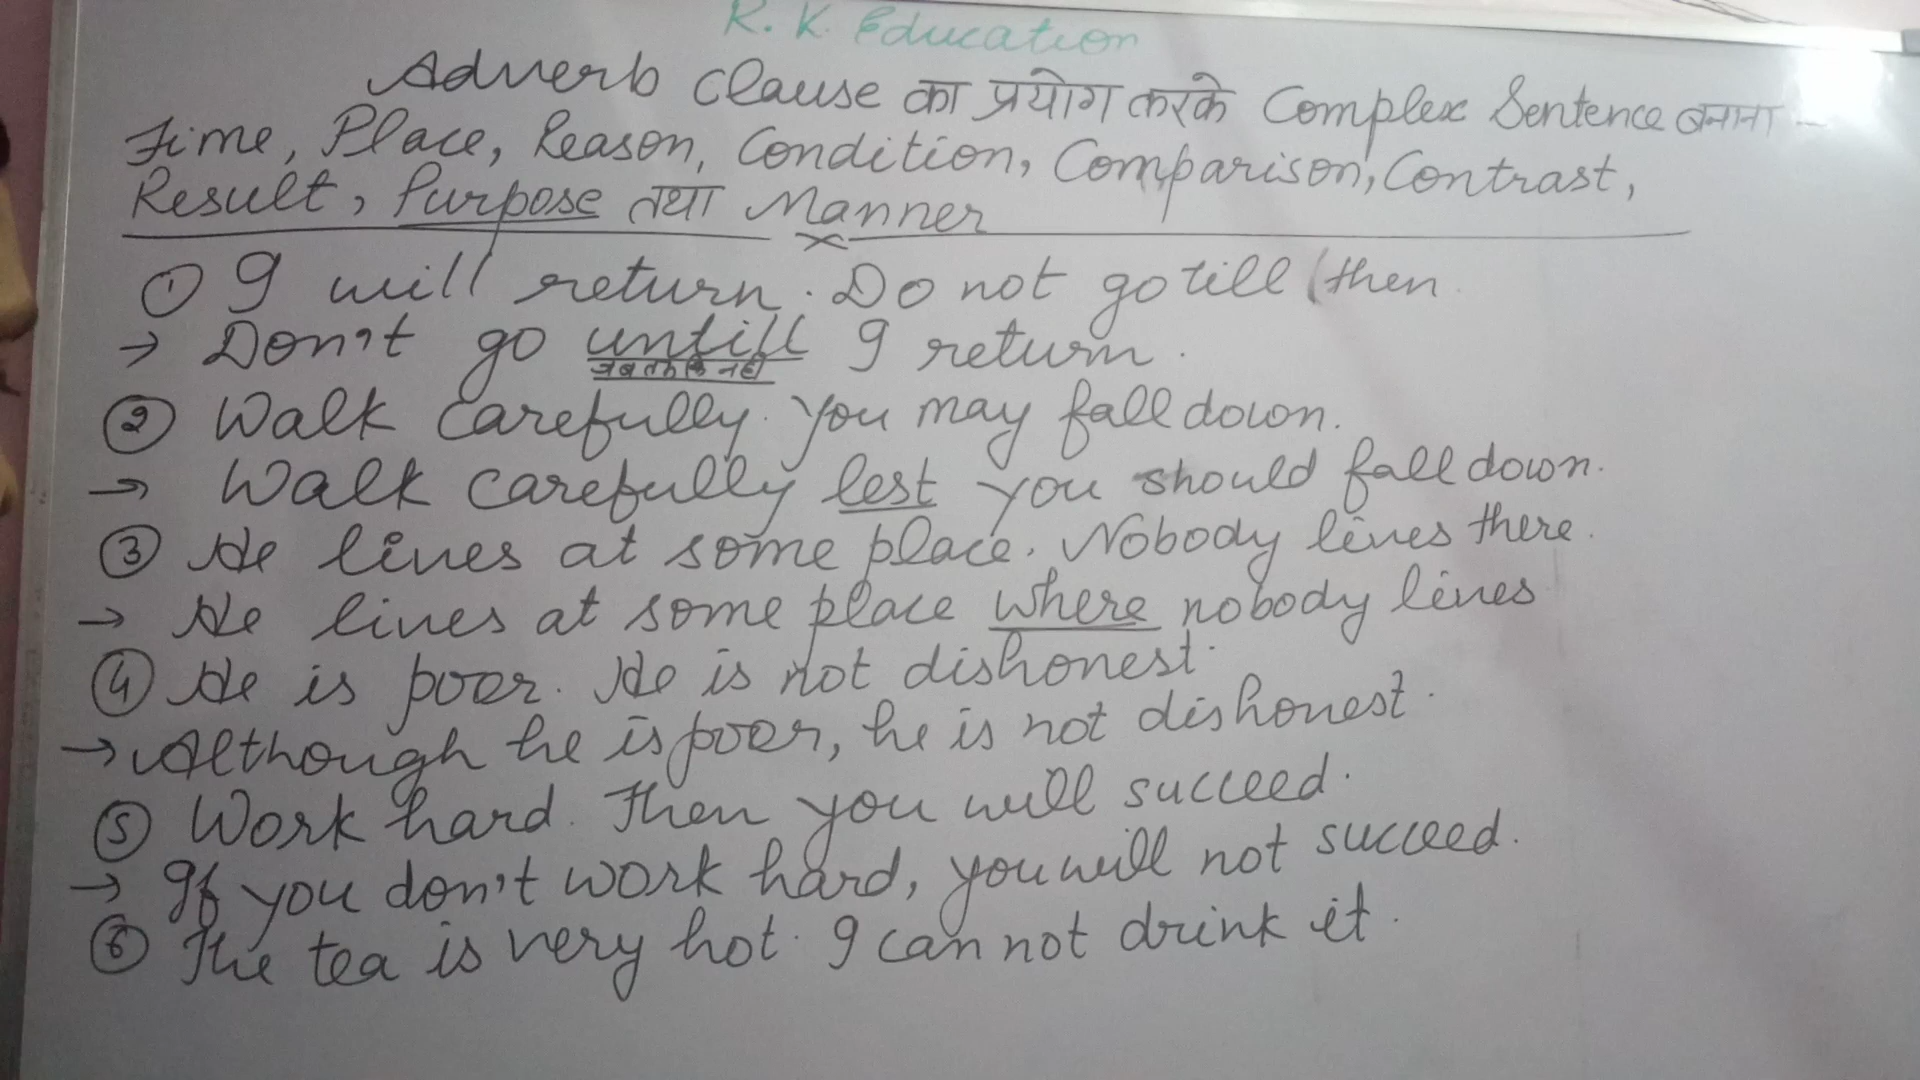 R. K. Education
Adverb Clause का प्रयोग करके Complex Sentence बनाना -
Time, Place, Reason, Condition, Comparison, Contrast,
Result, Purpose तथा Manner
① I will return. Do not go till then.
→ Don't go untill I return.
जब तक कि नहीं
② Walk carefully. You may fall down.
→ Walk carefully lest you should fall down.
③ He lives at some place. Nobody lives there.
→ He lives at some place where nobody lives
④ He is poor. He is not dishonest.
→ Although he is poor, he is not dishonest.
⑤ Work hard. Then you will succeed.
→ If you don't work hard, you will not succeed.
⑥ The tea is very hot. I can not drink it.